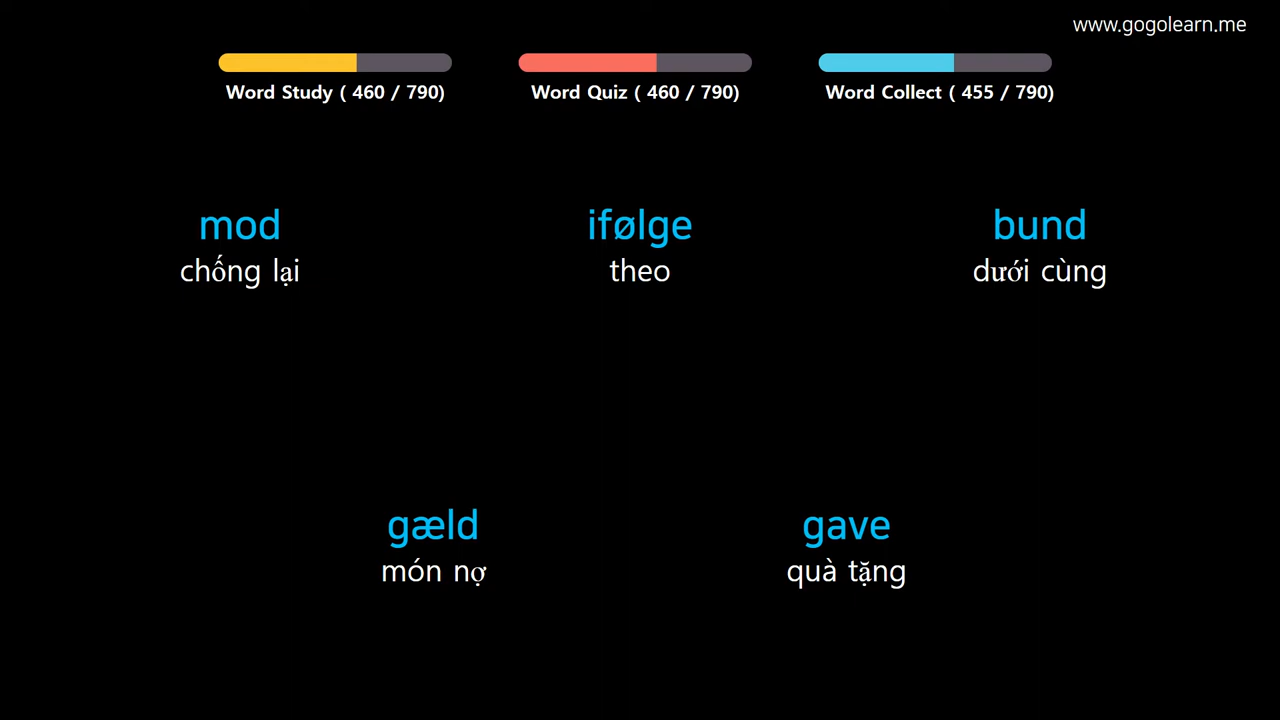 www.gogolearn.me
Word Study ( 460 / 790)
Word Quiz ( 460 / 790)
Word Collect ( 455 / 790)
mod
chống lại
ifølge
theo
bund
dưới cùng
gæld
món nợ
gave
quà tặng